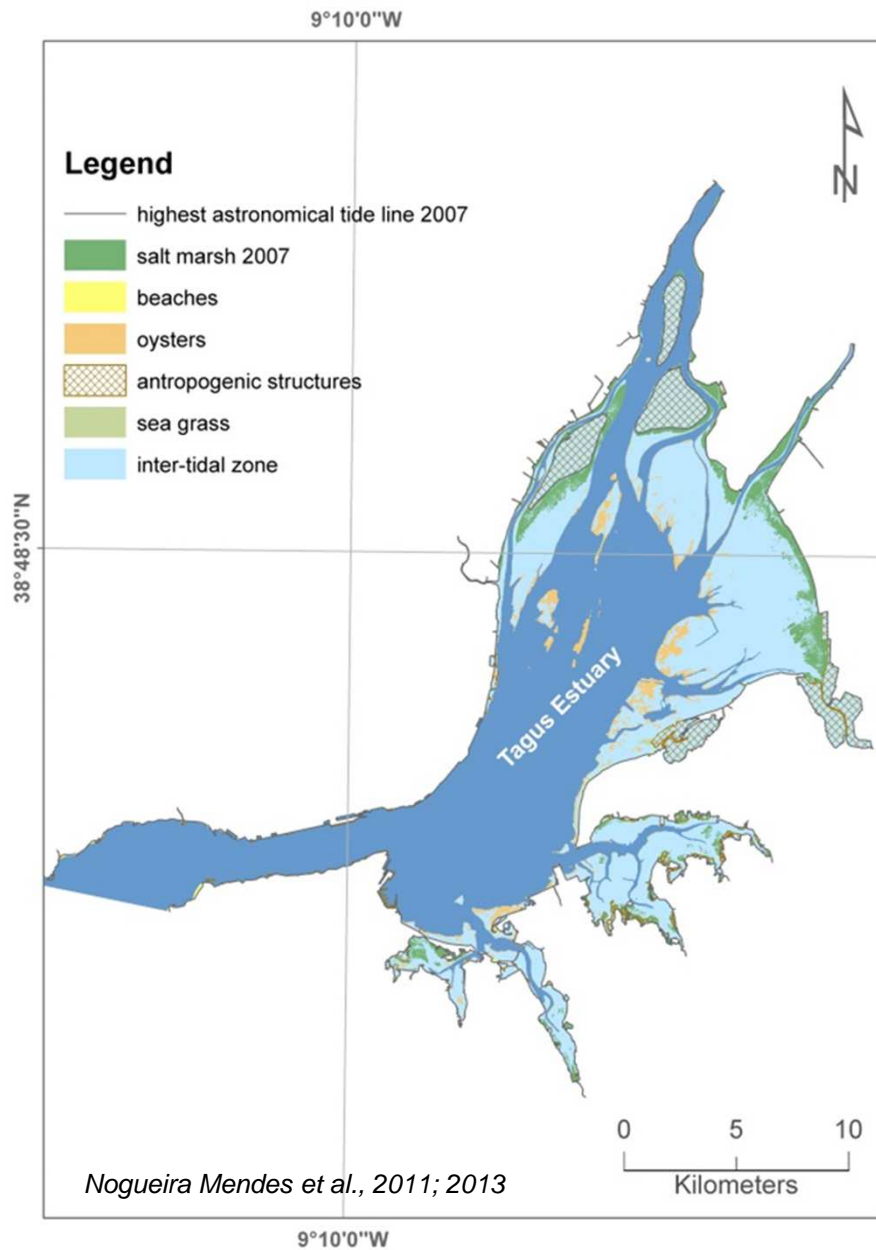 9°10'0"W
Legend
highest astronomical tide line 2007
salt marsh 2007
beaches
oysters
antropogenic structures
sea grass
inter-tidal zone
N
38°48'30"N
Tagus Estuary
0 5 10
Kilometers
Nogueira Mendes et al., 2011; 2013
9°10'0"W